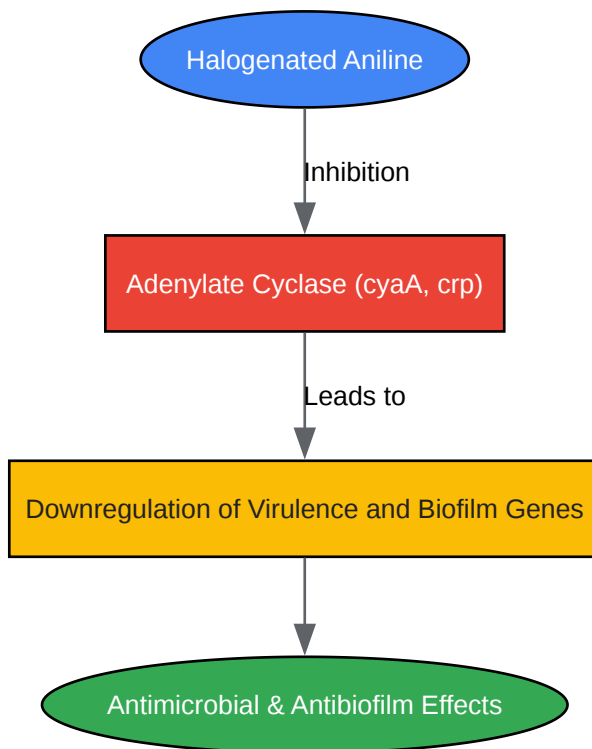 Halogenated Aniline
Inhibition
Adenylate Cyclase (cyaA, crp)
Leads to
Downregulation of Virulence and Biofilm Genes
Antimicrobial & Antibiofilm Effects